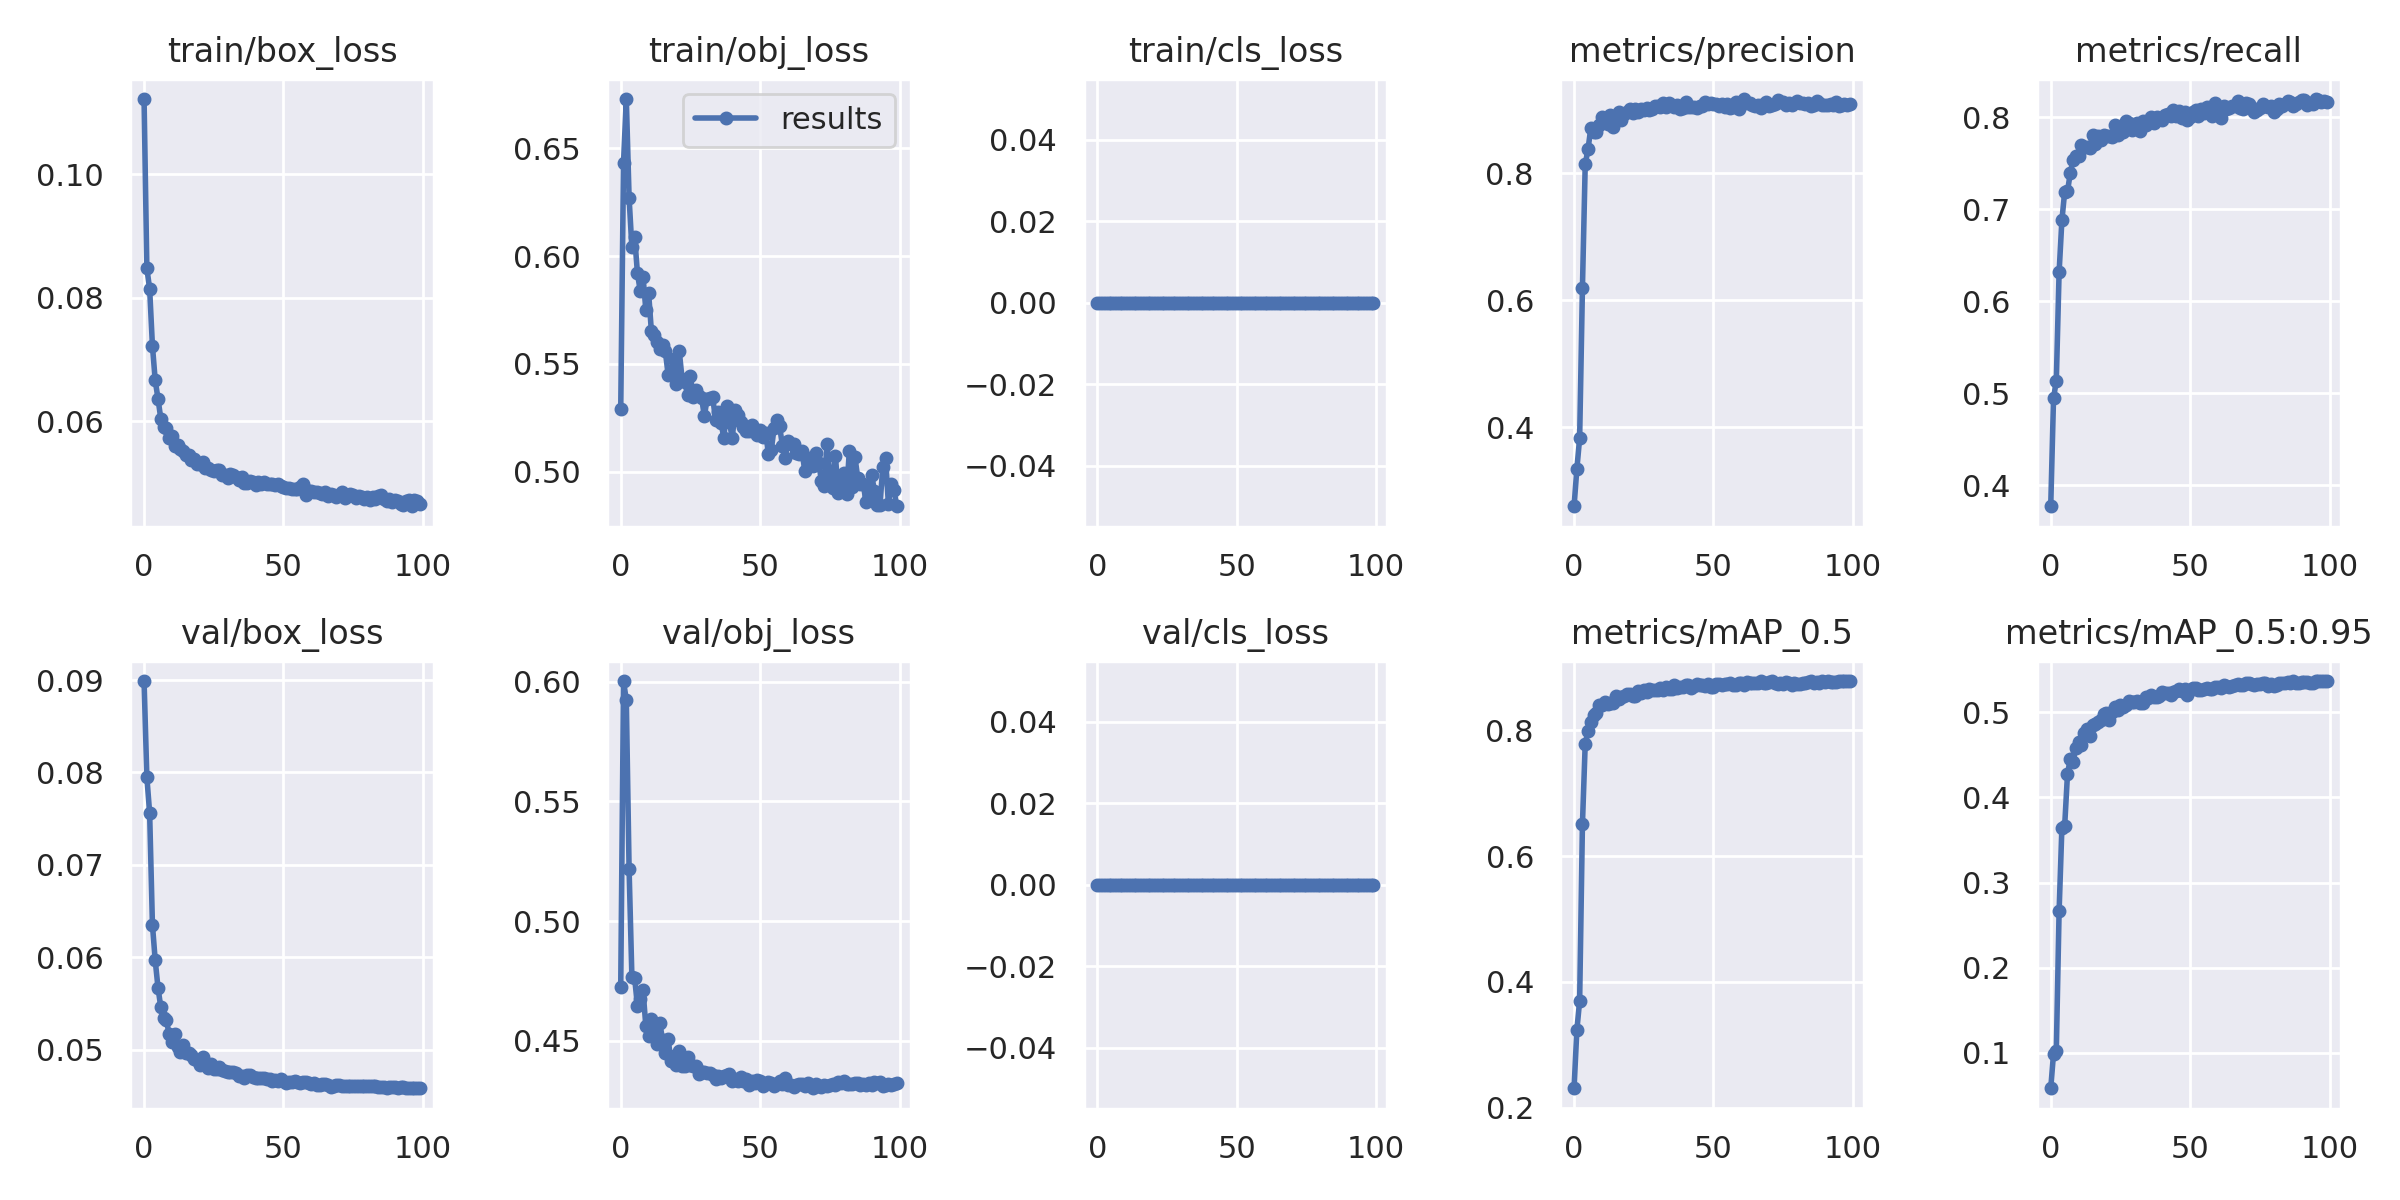 train/box_loss
train/obj_loss
train/cls_loss
metrics/precision
metrics/recall
results
0.10
0.08
0.06
0 50 100
0.65
0.60
0.55
0.50
0 50 100
0.04
0.02
0.00
−0.02
−0.04
0 50 100
0.8
0.6
0.4
0 50 100
0.8
0.7
0.6
0.5
0.4
0 50 100
val/box_loss
val/obj_loss
val/cls_loss
metrics/mAP_0.5
metrics/mAP_0.5:0.95
0.09
0.08
0.07
0.06
0.05
0 50 100
0.60
0.55
0.50
0.45
0 50 100
0.04
0.02
0.00
−0.02
−0.04
0 50 100
0.8
0.6
0.4
0.2
0 50 100
0.5
0.4
0.3
0.2
0.1
0 50 100